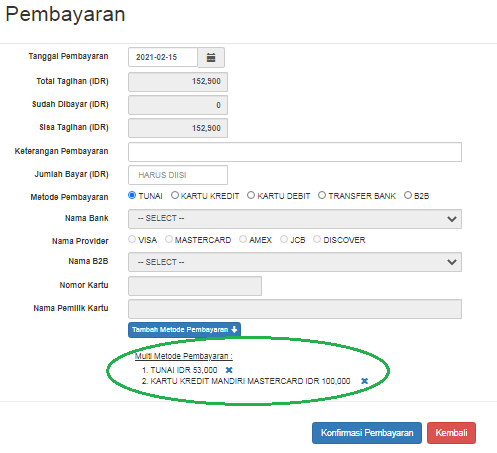 Pembayaran
Tanggal Pembayaran 2021-02-15
Total Tagihan (IDR) 152,900
Sudah Dibayar (IDR) 0
Sisa Tagihan (IDR) 152,900
Keterangan Pembayaran
Jumlah Bayar (IDR) HARUS DIISI
Metode Pembayaran TUNAI KARTU KREDIT KARTU DEBIT TRANSFER BANK B2B
Nama Bank -- SELECT --
Nama Provider VISA MASTERCARD AMEX JCB DISCOVER
Nama B2B -- SELECT --
Nomor Kartu
Nama Pemilik Kartu
Tambah Metode Pembayaran
Multi Metode Pembayaran :
1. TUNAI IDR 53,000
2. KARTU KREDIT MANDIRI MASTERCARD IDR 100,000
Konfirmasi Pembayaran Kembali